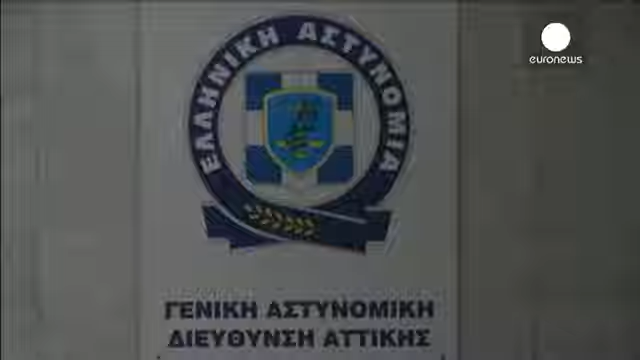 euronews
ΕΛΛΗΝΙΚΗ ΑΣΤΥΝΟΜΙΑ
ΓΕΝΙΚΗ ΑΣΤΥΝΟΜΙΚΗ
ΔΙΕΥΘΥΝΣΗ ΑΤΤΙΚΗΣ